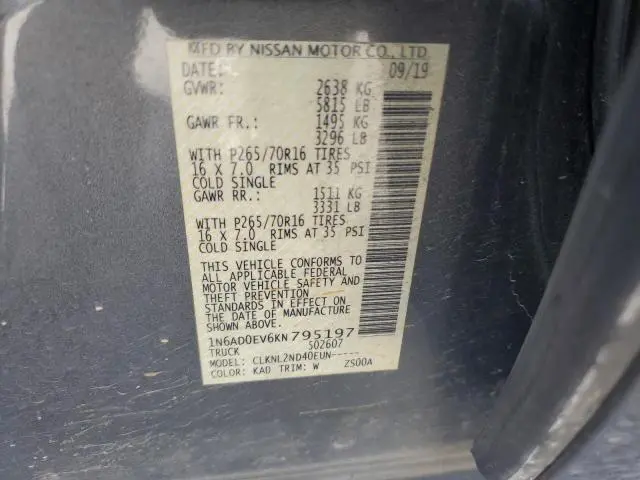 MFD BY NISSAN MOTOR CO., LTD.
DATE: 09/19
GVWR: 2638 KG
5815 LB
GAWR FR.: 1495 KG
3296 LB
WITH P265/70R16 TIRES
16 X 7.0 RIMS AT 35 PSI
COLD SINGLE
GAWR RR.: 1511 KG
3331 LB
WITH P265/70R16 TIRES
16 X 7.0 RIMS AT 35 PSI
COLD SINGLE
THIS VEHICLE CONFORMS TO
ALL APPLICABLE FEDERAL
MOTOR VEHICLE SAFETY AND
THEFT PREVENTION
STANDARDS IN EFFECT ON
THE DATE OF MANUFACTURE
SHOWN ABOVE.
1N6AD0EV6KN795197
TRUCK S02607
MODEL: CLKNL2ND40EUN-----
COLOR: KAD TRIM: W ZS00A